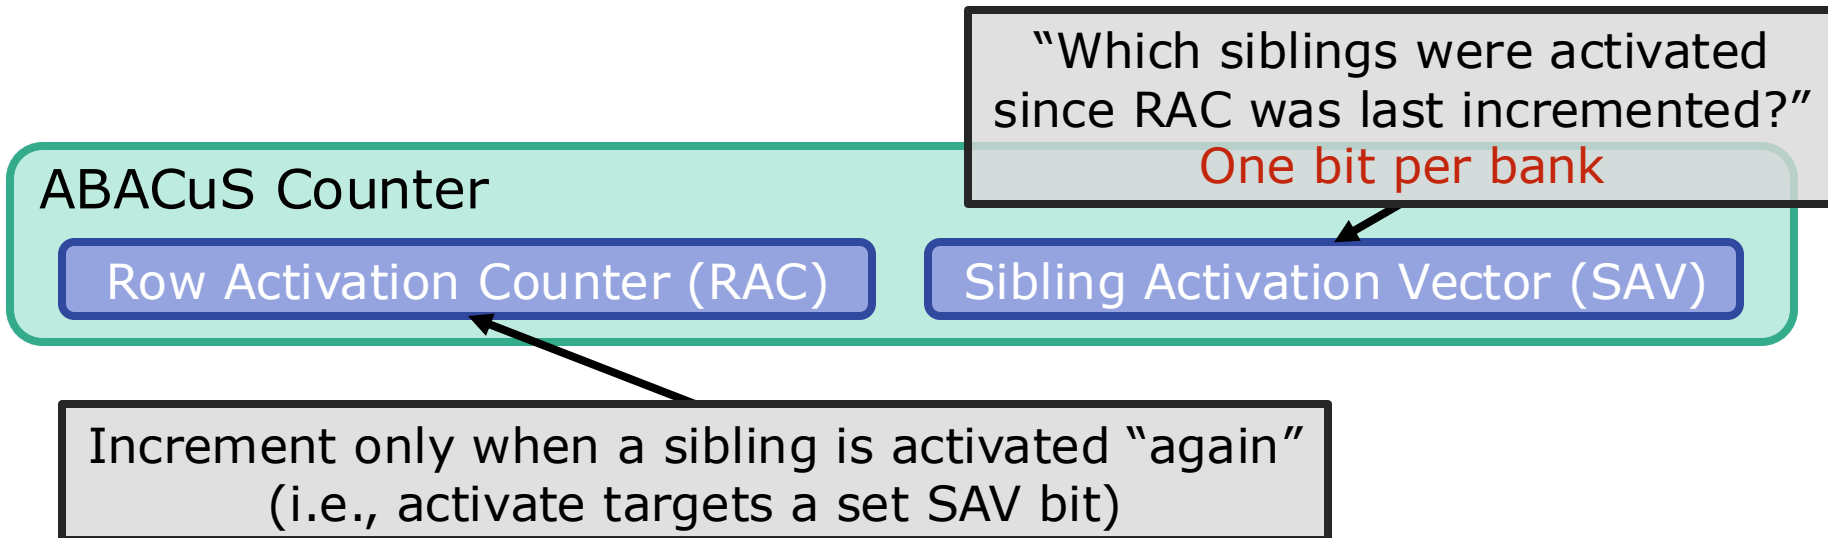 “Which siblings were activated
since RAC was last incremented?”
One bit per bank
ABACuS Counter
Row Activation Counter (RAC)
Sibling Activation Vector (SAV)
Increment only when a sibling is activated “again”
(i.e., activate targets a set SAV bit)